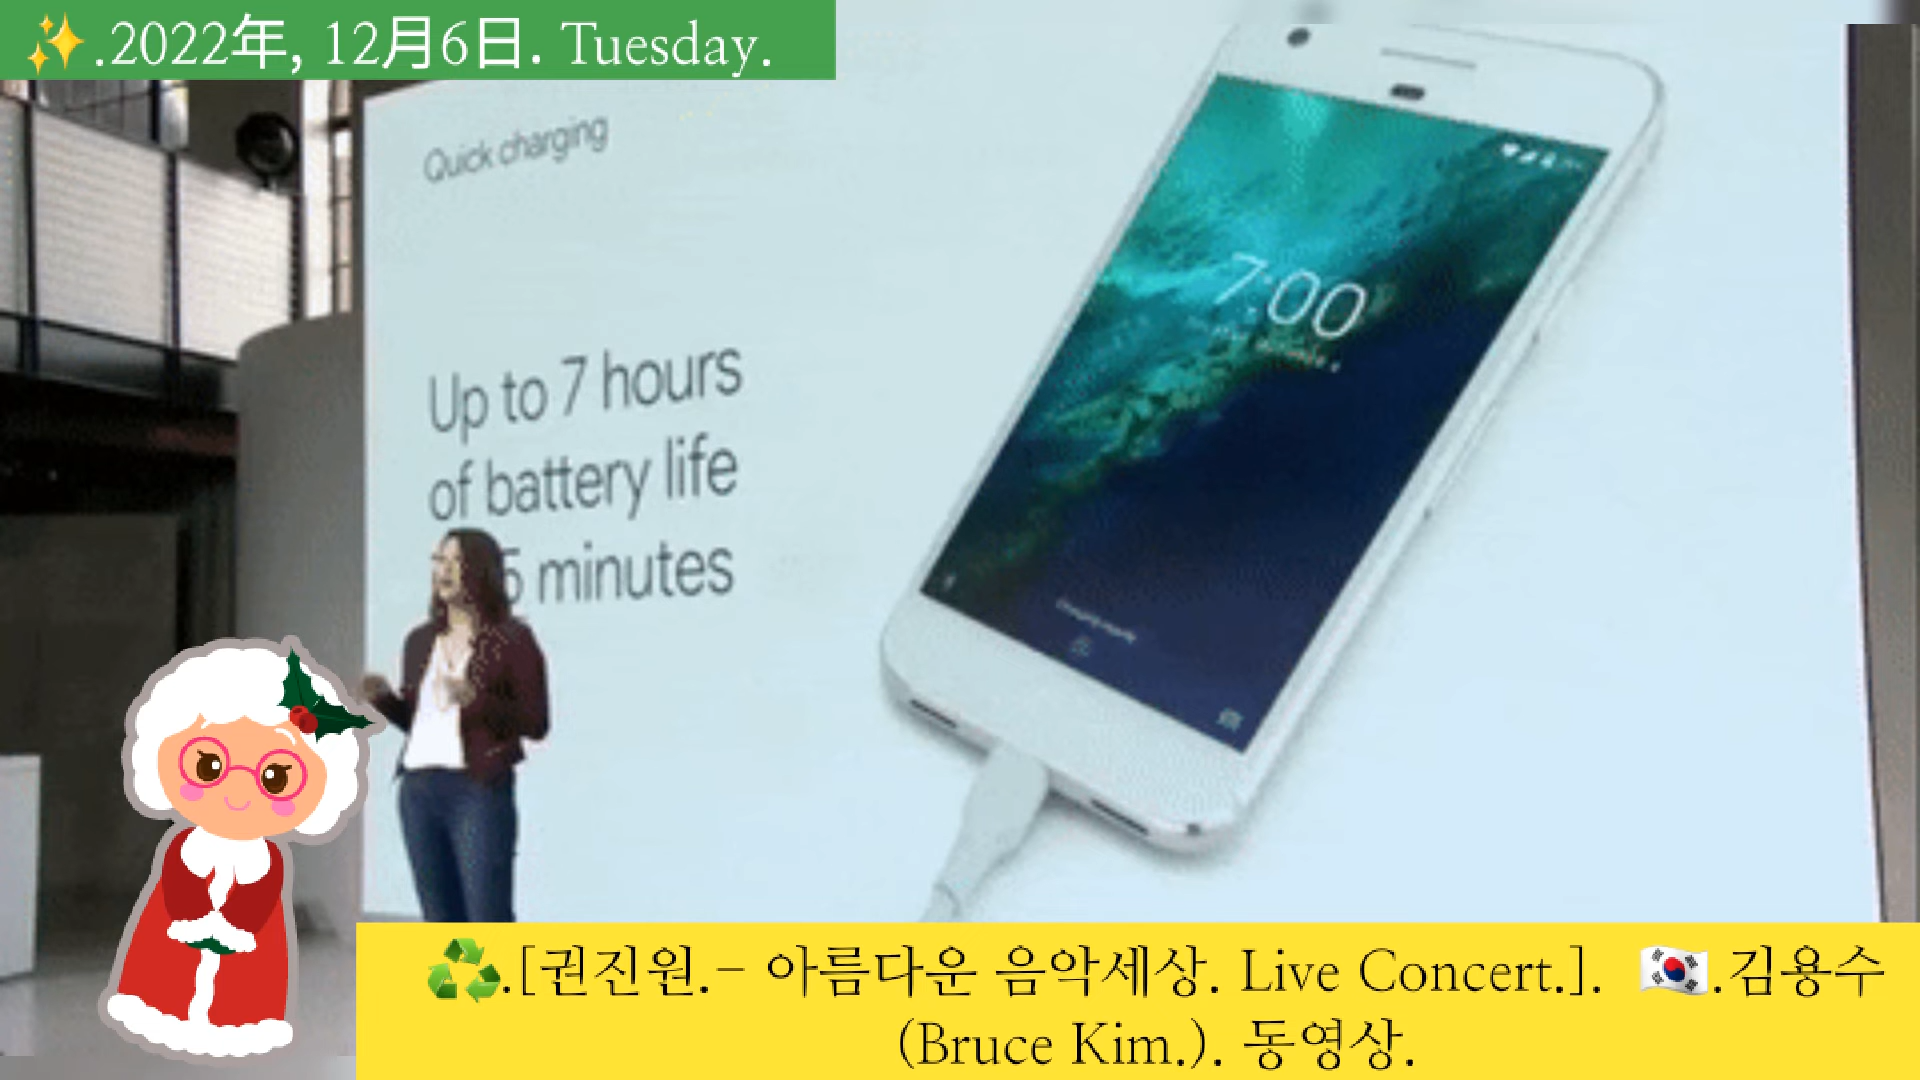 ✨.2022年, 12月6日. Tuesday.
Quick charging
Up to 7 hours
of battery life
5 minutes
7:00
♻.[권진원.- 아름다운 음악세상. Live Concert.]. 🇰🇷.김용수
(Bruce Kim.). 동영상.